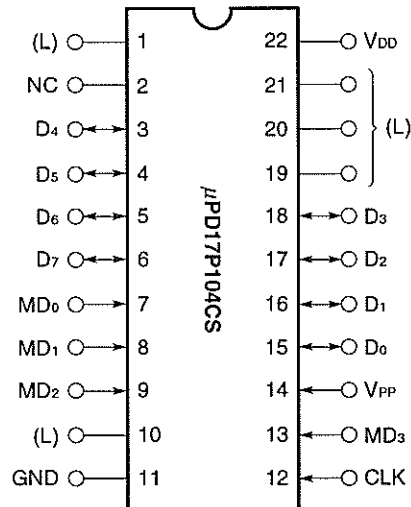 (L) 1 22 VDD
NC 2 21
D4 3 20 (L)
D5 4 19
D6 5 18 D3
D7 6 17 D2
MD0 7 16 D1
MD1 8 15 D0
MD2 9 14 VPP
(L) 10 13 MD3
GND 11 12 CLK
μPD17P104CS